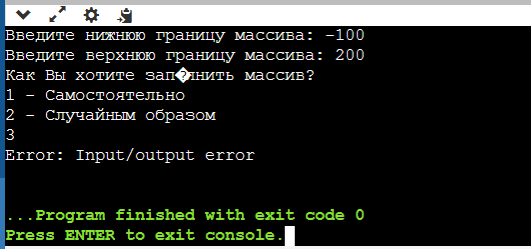 Введите нижнюю границу массива: -100
Введите верхнюю границу массива: 200
Как Вы хотите зап�лнить массив?
1 - Самостоятельно
2 - Случайным образом
3
Error: Input/output error
...Program finished with exit code 0
Press ENTER to exit console.